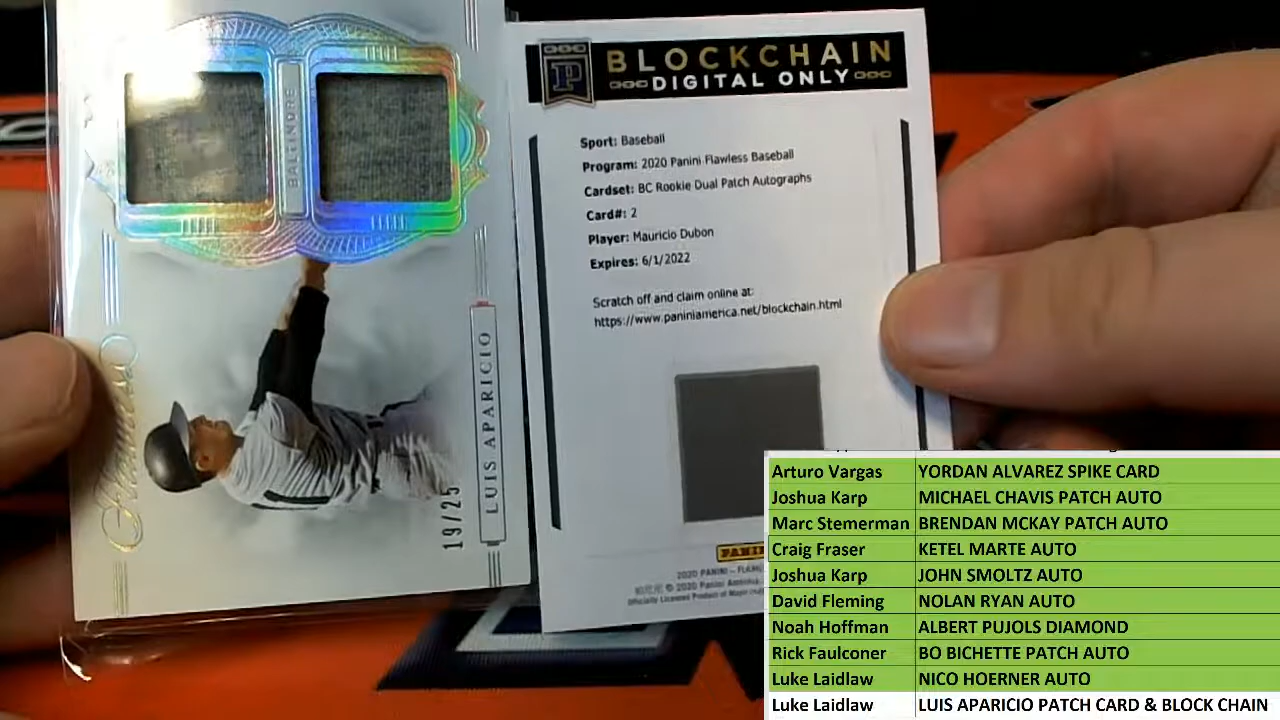 BALENDRE
Flawless
LUIS APARICIO
19/25
P
BLOCKCHAIN
DIGITAL ONLY
Sport: Baseball
Program: 2020 Panini Flawless Baseball
Cardset: BC Rookie Dual Patch Autographs
Card#: 2
Player: Mauricio Dubon
Expires: 6/1/2022
Scratch off and claim online at:
https://www.paniniamerica.net/blockchain.html
PANINI
2020 PANINI – FLAWLESS
© 2020 Panini America,
Officially Licensed Product of Major
Arturo Vargas YORDAN ALVAREZ SPIKE CARD
Joshua Karp MICHAEL CHAVIS PATCH AUTO
Marc Stemerman BRENDAN MCKAY PATCH AUTO
Craig Fraser KETEL MARTE AUTO
Joshua Karp JOHN SMOLTZ AUTO
David Fleming NOLAN RYAN AUTO
Noah Hoffman ALBERT PUJOLS DIAMOND
Rick Faulconer BO BICHETTE PATCH AUTO
Luke Laidlaw NICO HOERNER AUTO
Luke Laidlaw LUIS APARICIO PATCH CARD & BLOCK CHAIN